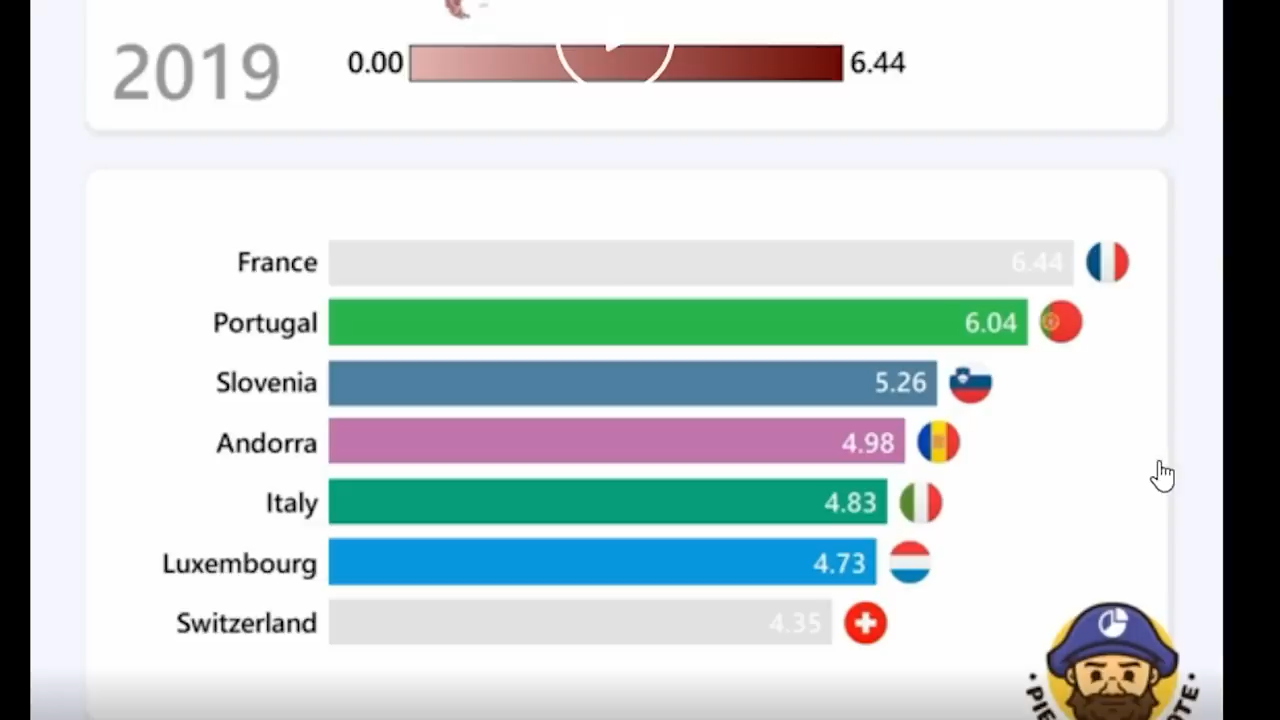 2019
0.00 6.44
France 6.44
Portugal 6.04
Slovenia 5.26
Andorra 4.98
Italy 4.83
Luxembourg 4.73
Switzerland 4.35